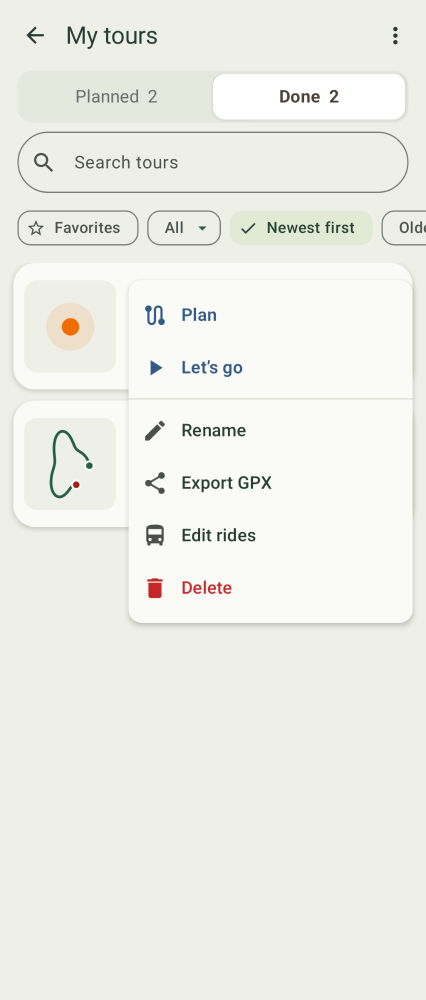 My tours
Planned 2
Done 2
Search tours
Favorites
All
Newest first
Plan
Let’s go
Rename
Export GPX
Edit rides
Delete